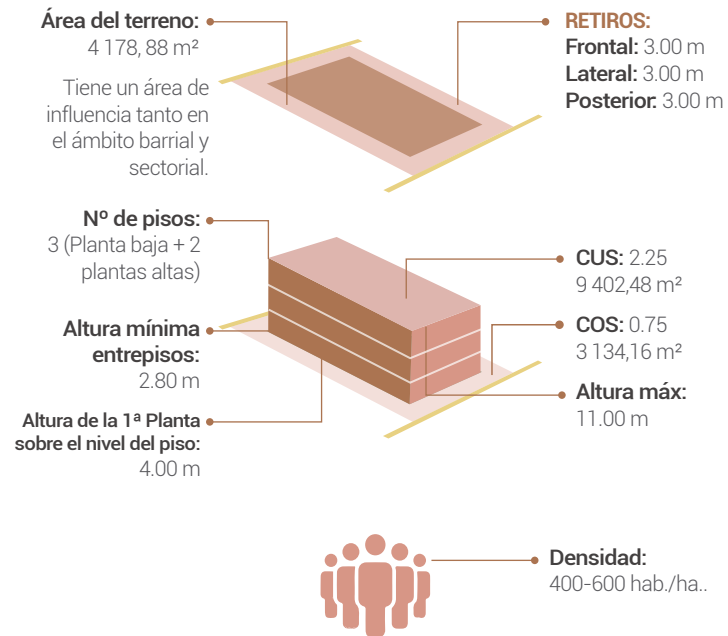 Área del terreno:
4 178, 88 m²
Tiene un área de
influencia tanto en
el ámbito barrial y
sectorial.
RETIROS:
Frontal: 3.00 m
Lateral: 3.00 m
Posterior: 3.00 m
Nº de pisos:
3 (Planta baja + 2
plantas altas)
Altura mínima
entrepisos:
2.80 m
Altura de la 1ª Planta
sobre el nivel del piso:
4.00 m
CUS: 2.25
9 402,48 m²
COS: 0.75
3 134,16 m²
Altura máx:
11.00 m
Densidad:
400-600 hab./ha..